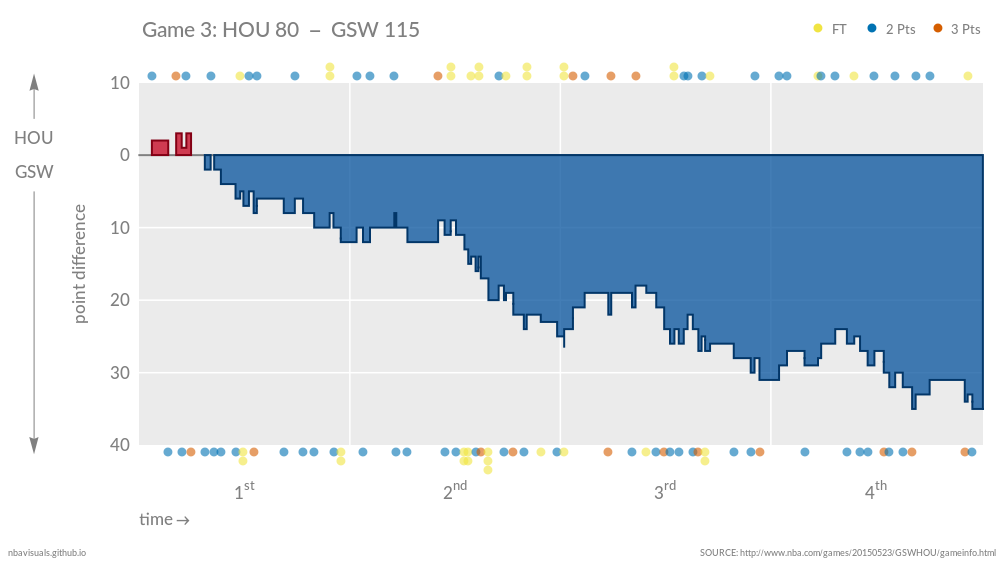 Game 3: HOU 80 – GSW 115
FT
2 Pts
3 Pts
HOU
GSW
point difference
10
0
10
20
30
40
1st
2nd
3rd
4th
time→
nbavisuals.github.io
SOURCE: http://www.nba.com/games/20150523/GSWHOU/gameinfo.html